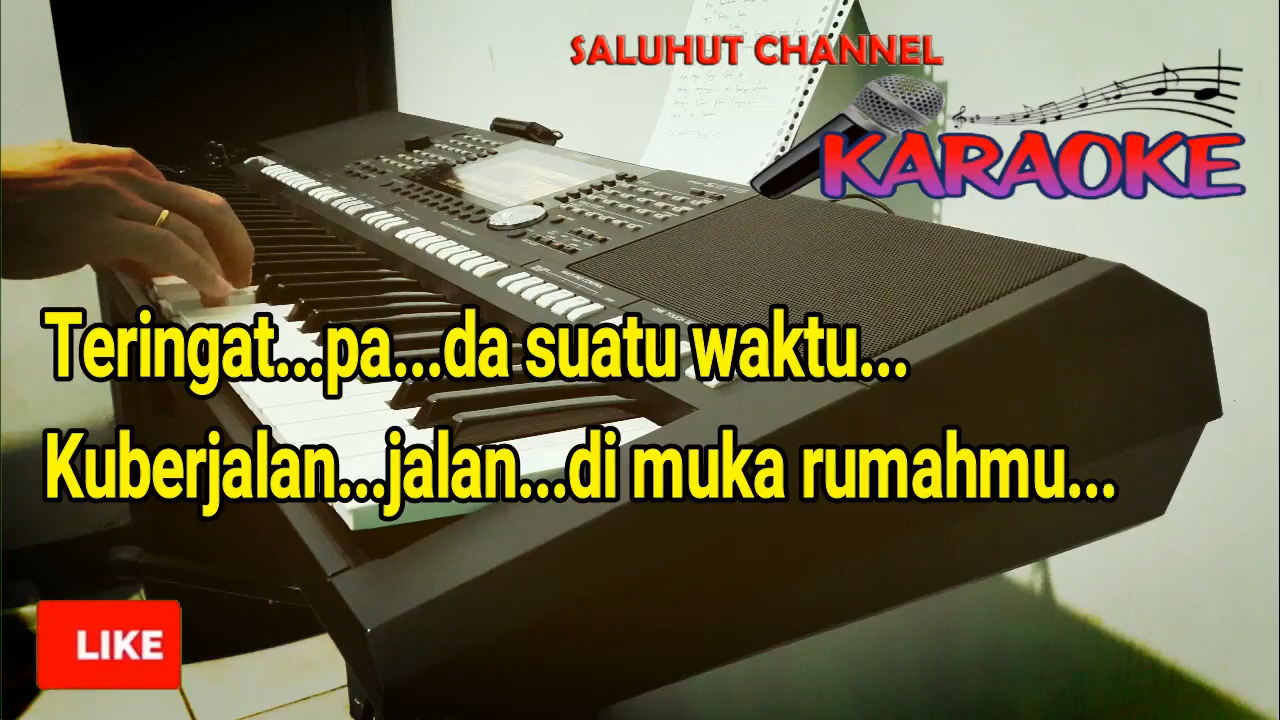 SALUHUT CHANNEL
KARAOKE
Teringat...pa...da suatu waktu...
Kuberjalan...jalan...di muka rumahmu...
LIKE